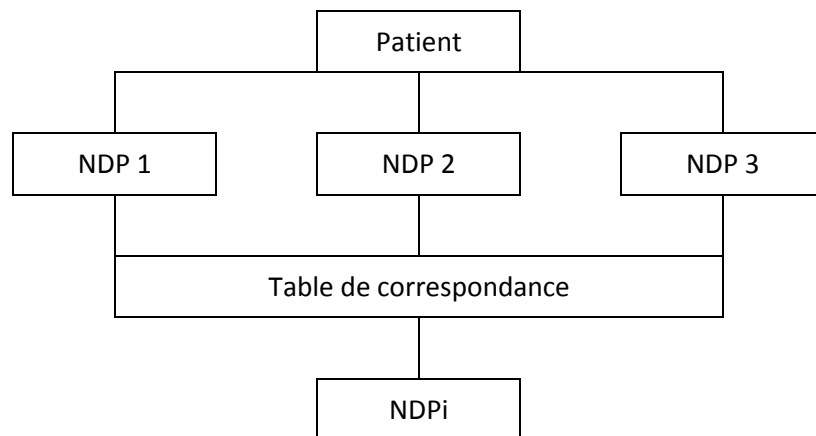 Patient
NDP 1
NDP 2
NDP 3
Table de correspondance
NDPi